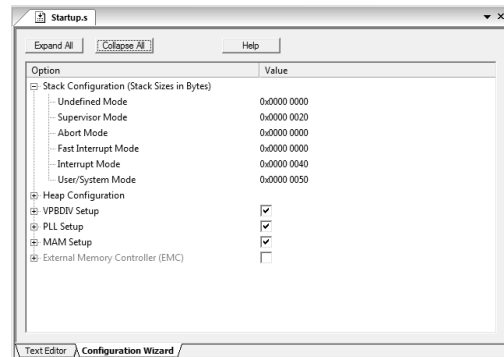 Startup.s
Expand All Collapse All Help
Option Value
Stack Configuration (Stack Sizes in Bytes)
Undefined Mode 0x0000 0000
Supervisor Mode 0x0000 0020
Abort Mode 0x0000 0000
Fast Interrupt Mode 0x0000 0000
Interrupt Mode 0x0000 0040
User/System Mode 0x0000 0050
Heap Configuration
VPBDIV Setup
PLL Setup
MAM Setup
External Memory Controller (EMC)
Text Editor Configuration Wizard